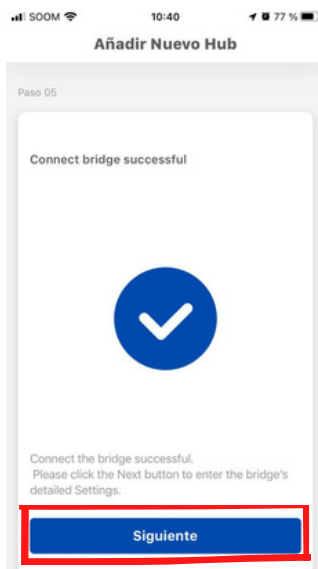 SOOM 10:40 77 %
Añadir Nuevo Hub
Paso 05
Connect bridge successful
Connect the bridge successful.
Please click the Next button to enter the bridge's
detailed Settings.
Siguiente